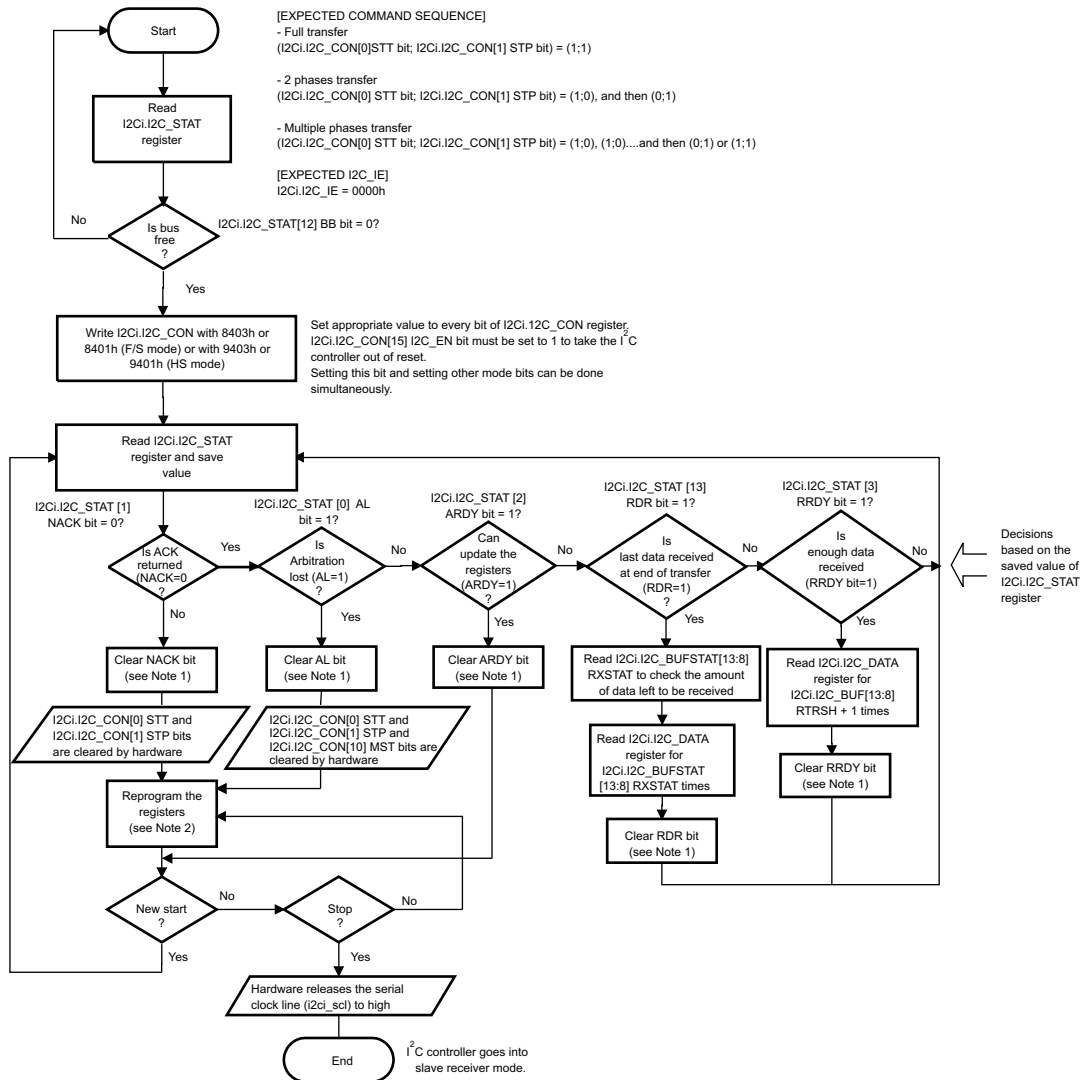 Start
[EXPECTED COMMAND SEQUENCE]
- Full transfer
(I2Ci.I2C_CON[0]STT bit; I2Ci.I2C_CON[1] STP bit) = (1;1)
- 2 phases transfer
(I2Ci.I2C_CON[0] STT bit; I2Ci.I2C_CON[1] STP bit) = (1;0), and then (0;1)
- Multiple phases transfer
(I2Ci.I2C_CON[0] STT bit; I2Ci.I2C_CON[1] STP bit) = (1;0), (1;0)....and then (0;1) or (1;1)
[EXPECTED I2C_IE]
I2Ci.I2C_IE = 0000h
Read
I2Ci.I2C_STAT
register
No
Is bus
free
?
I2Ci.I2C_STAT[12] BB bit = 0?
Yes
Write I2Ci.I2C_CON with 8403h or
8401h (F/S mode) or with 9403h or
9401h (HS mode)
Set appropriate value to every bit of I2Ci.12C_CON register.
I2Ci.I2C_CON[15] I2C_EN bit must be set to 1 to take the I2C
controller out of reset.
Setting this bit and setting other mode bits can be done
simultaneously.
Read I2Ci.I2C_STAT
register and save
value
I2Ci.I2C_STAT [1]
NACK bit = 0?
Is ACK
returned
(NACK=0
?
Yes
No
I2Ci.I2C_STAT [0] AL
bit = 1?
Is
Arbitration
lost (AL=1)
?
No
Yes
I2Ci.I2C_STAT [2]
ARDY bit = 1?
Can
update the
registers
(ARDY=1)
?
No
Yes
I2Ci.I2C_STAT [13]
RDR bit = 1?
Is
last data received
at end of transfer
(RDR=1)
?
No
Yes
I2Ci.I2C_STAT [3]
RRDY bit = 1?
Is
enough data
received
(RRDY bit=1)
No
Yes
Decisions
based on the
saved value of
I2Ci.I2C_STAT
register
Clear NACK bit
(see Note 1)
Clear AL bit
(see Note 1)
Clear ARDY bit
(see Note 1)
Read I2Ci.I2C_BUFSTAT[13:8]
RXSTAT to check the amount
of data left to be received
Read I2Ci.I2C_DATA
register for
I2Ci.I2C_BUF[13:8]
RTRSH + 1 times
I2Ci.I2C_CON[0] STT and
I2Ci.I2C_CON[1] STP bits
are cleared by hardware
I2Ci.I2C_CON[0] STT and
I2Ci.I2C_CON[1] STP and
I2Ci.I2C_CON[10] MST bits are
cleared by hardware
Read I2Ci.I2C_DATA
register for
I2Ci.I2C_BUFSTAT
[13:8] RXSTAT times
Clear RRDY bit
(see Note 1)
Reprogram the
registers
(see Note 2)
Clear RDR bit
(see Note 1)
New start
?
No
Yes
Stop
?
No
Yes
Hardware releases the serial
clock line (i2ci_scl) to high
End
I2C controller goes into
slave receiver mode.